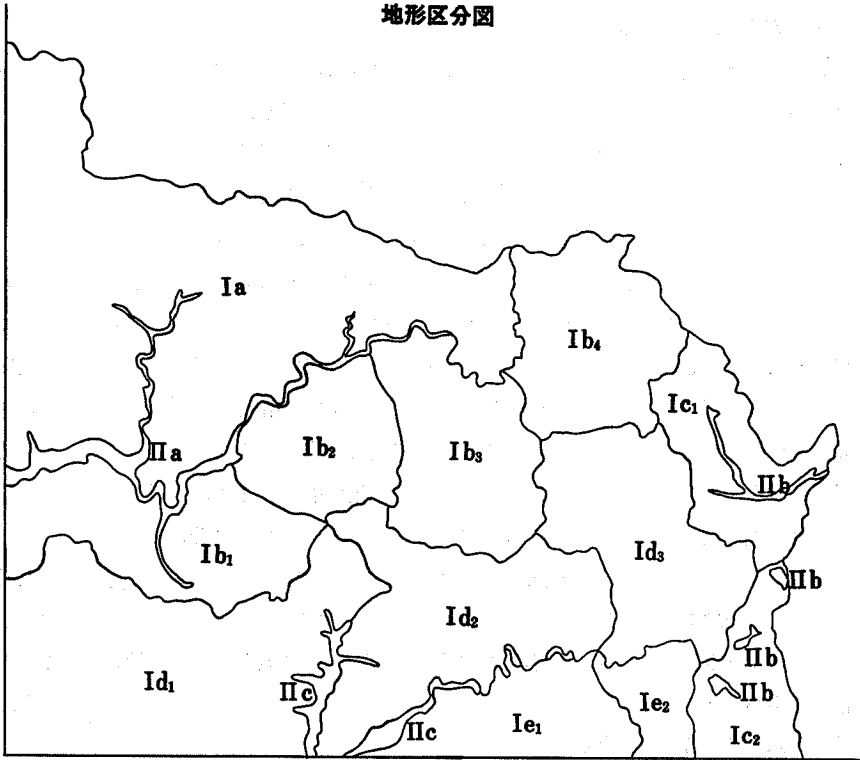 地形区分図
Ia
Ib₄
Ic₁
IIa
Ib₂
Ib₃
IIb
Ib₁
Id₃
IIb
Id₂
IIb
Id₁
IIc
IIb
Ie₂
IIc
Ie₁
Ic₂